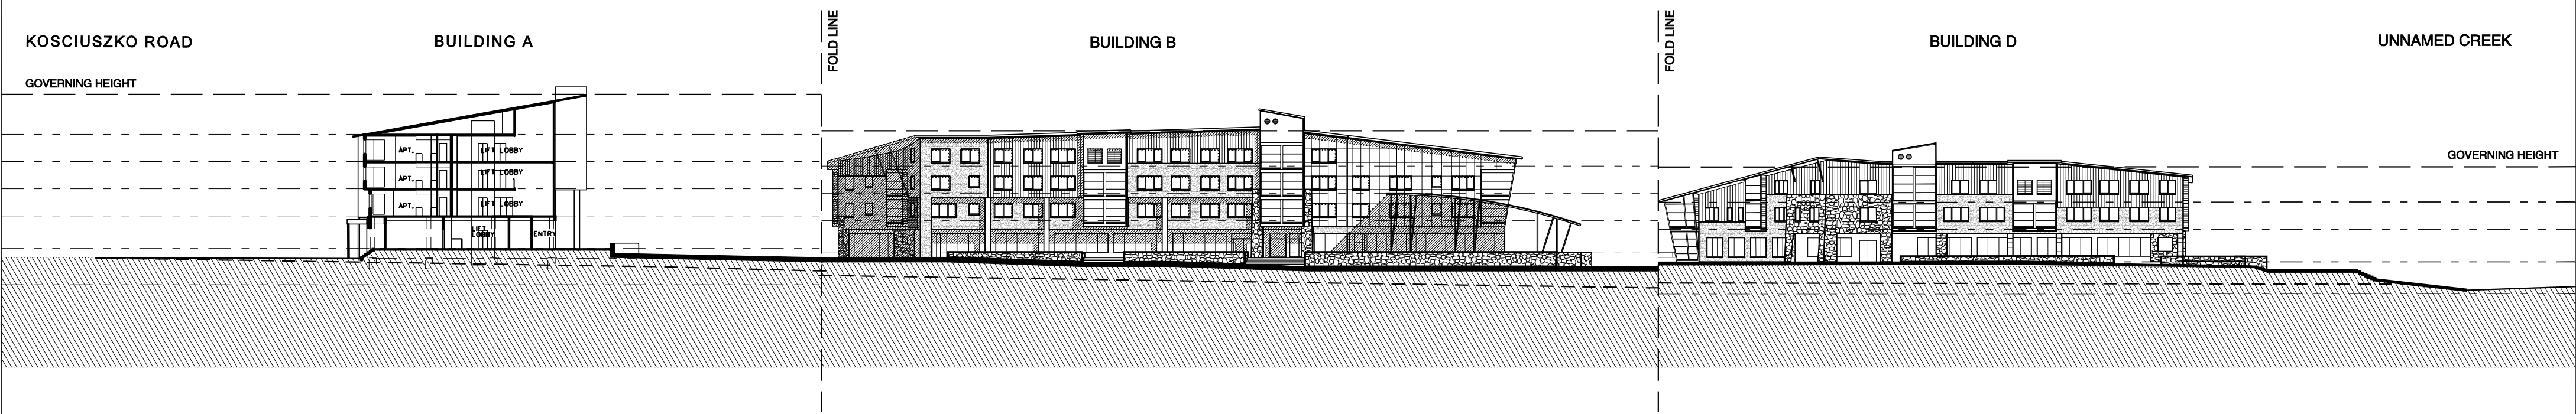 KOSCIUSZKO ROAD
BUILDING A
FOLD LINE
BUILDING B
FOLD LINE
BUILDING D
UNNAMED CREEK
GOVERNING HEIGHT
GOVERNING HEIGHT
APT.
LIFT LOBBY
APT.
LIFT LOBBY
APT.
LIFT LOBBY
LIFT
LOBBY
ENTRY